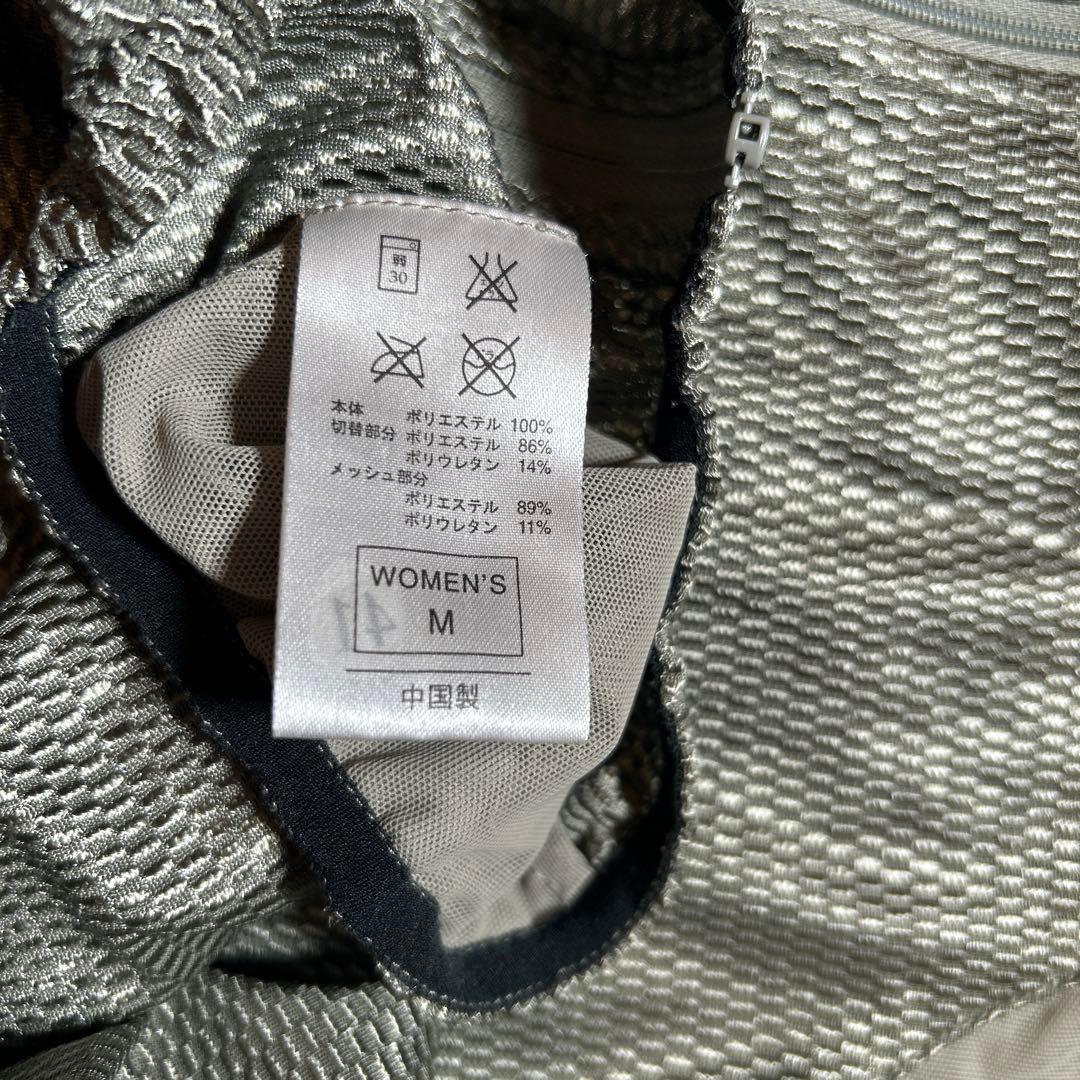 弱
30
本体 ポリエステル 100%
切替部分 ポリエステル 86%
ポリウレタン 14%
メッシュ部分
ポリエステル 89%
ポリウレタン 11%
WOMEN'S
M
中国製